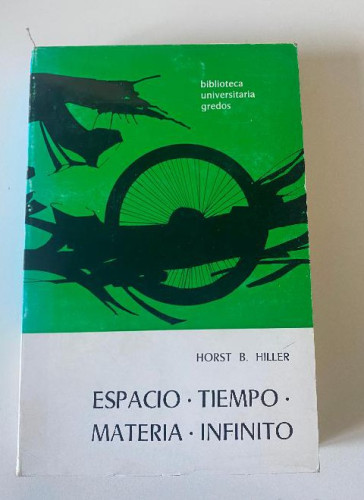 biblioteca
universitaria
gredos
HORST B. HILLER
ESPACIO · TIEMPO ·
MATERIA · INFINITO